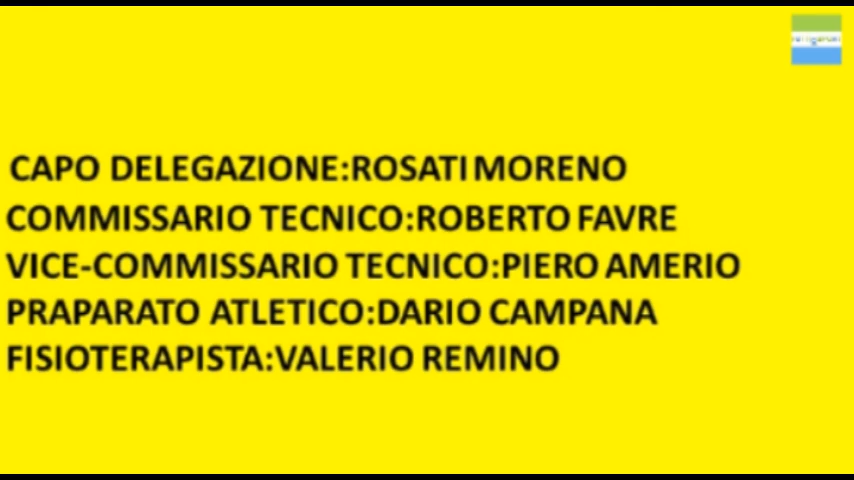 CAPO DELEGAZIONE:ROSATI MORENO
COMMISSARIO TECNICO:ROBERTO FAVRE
VICE-COMMISSARIO TECNICO:PIERO AMERIO
PRAPARATO ATLETICO:DARIO CAMPANA
FISIOTERAPISTA:VALERIO REMINO